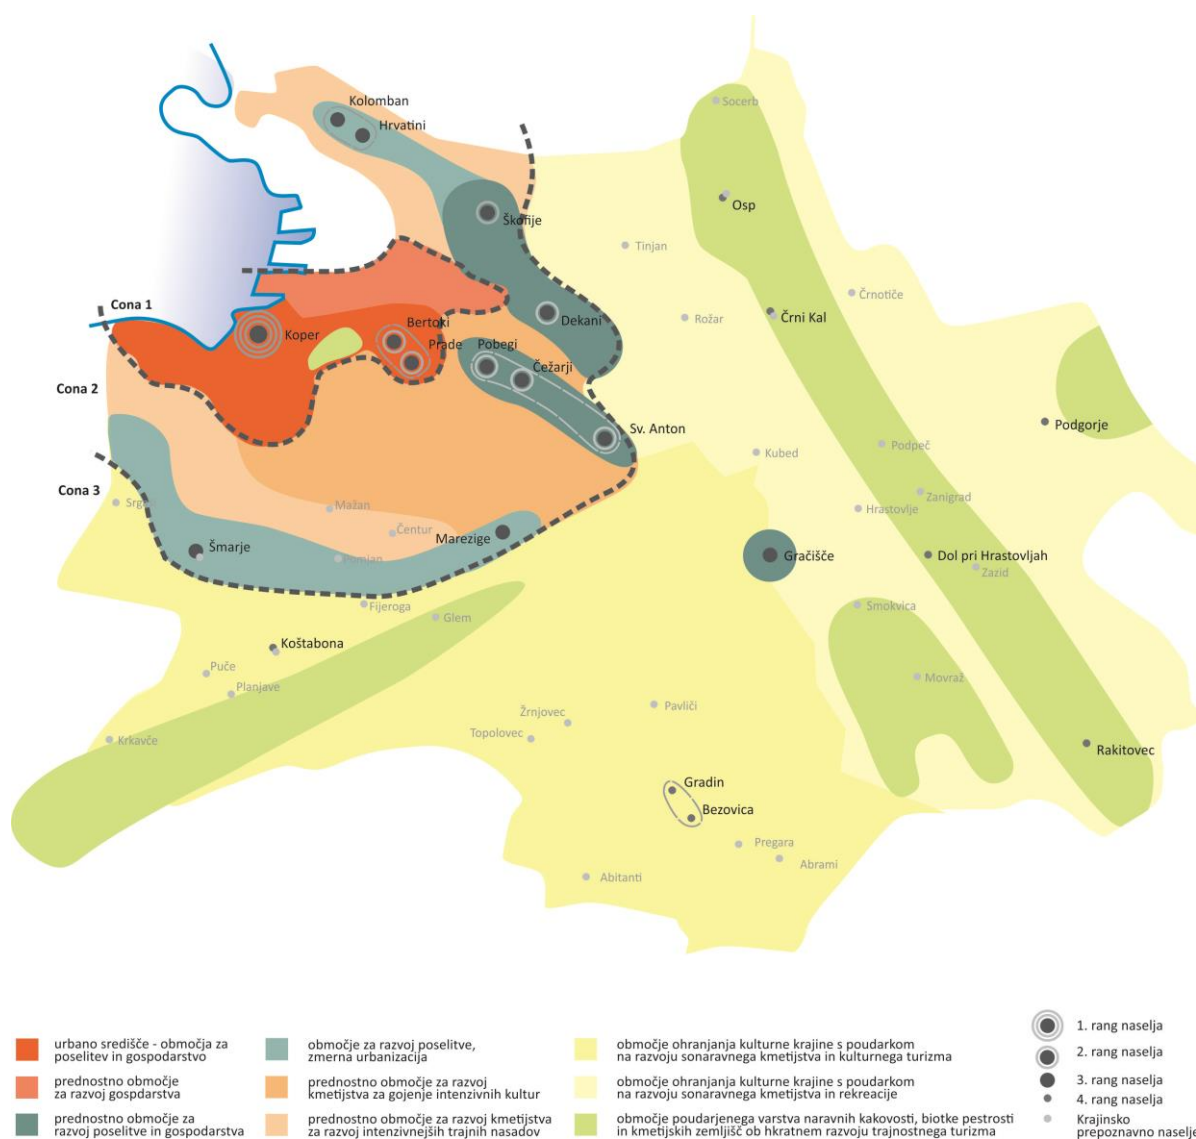 Kolomban
Hrvatini
Socerb
Škofije
Osp
Tinjan
Črnotiče
Cona 1
Koper
Bertoki
Dekani
Rožar
Črni Kal
Prade
Pobegi
Čežarji
Cona 2
Sv. Anton
Podgorje
Kubed
Podpeč
Cona 3
Zanigrad
Mažan
Hrastovlje
Čentur
Marezige
Šmarje
Gračišče
Dol pri Hrastovljah
Zazid
Fijeroga
Glem
Smokvica
Koštabona
Puče
Planjave
Movraž
Pavliči
Žrnjovec
Topolovec
Krkavče
Rakitovec
Gradin
Bezovica
Pregara
Abrami
Abitanti
urbano središče - območja za
poselitev in gospodarstvo
prednostno območje
za razvoj gospdarstva
prednostno območje za
razvoj poselitve in gospodarstva
območje za razvoj poselitve,
zmerna urbanizacija
prednostno območje za razvoj
kmetijstva za gojenje intenzivnih kultur
prednostno območje za razvoj kmetijstva
za razvoj intenzivnejših trajnih nasadov
območje ohranjanja kulturne krajine s poudarkom
na razvoju sonaravnega kmetijstva in kulturnega turizma
območje ohranjanja kulturne krajine s poudarkom
na razvoju sonaravnega kmetijstva in rekreacije
območje poudarjenega varstva naravnih kakovosti, biotke pestrosti
in kmetijskih zemljišč ob hkratnem razvoju trajnostnega turizma
1. rang naselja
2. rang naselja
3. rang naselja
4. rang naselja
Krajinsko
prepoznavno naselje